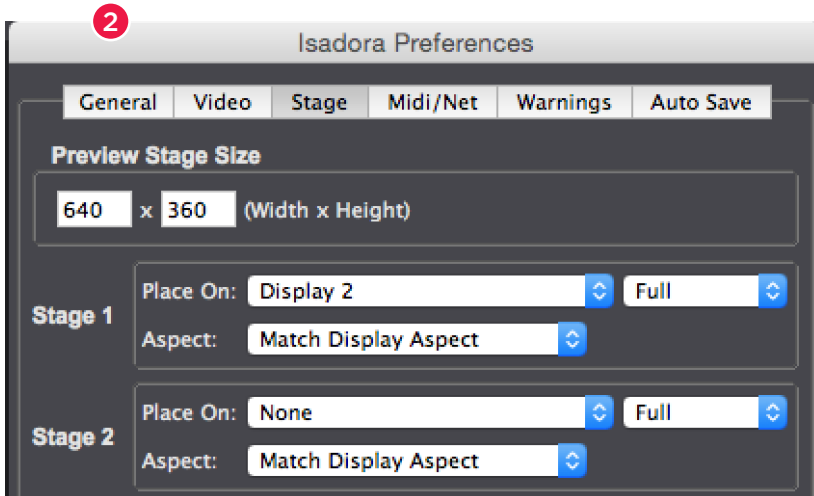 2
Isadora Preferences
General Video Stage Midi/Net Warnings Auto Save
Preview Stage Size
640 x 360 (Width x Height)
Stage 1
Place On: Display 2 Full
Aspect: Match Display Aspect
Stage 2
Place On: None Full
Aspect: Match Display Aspect